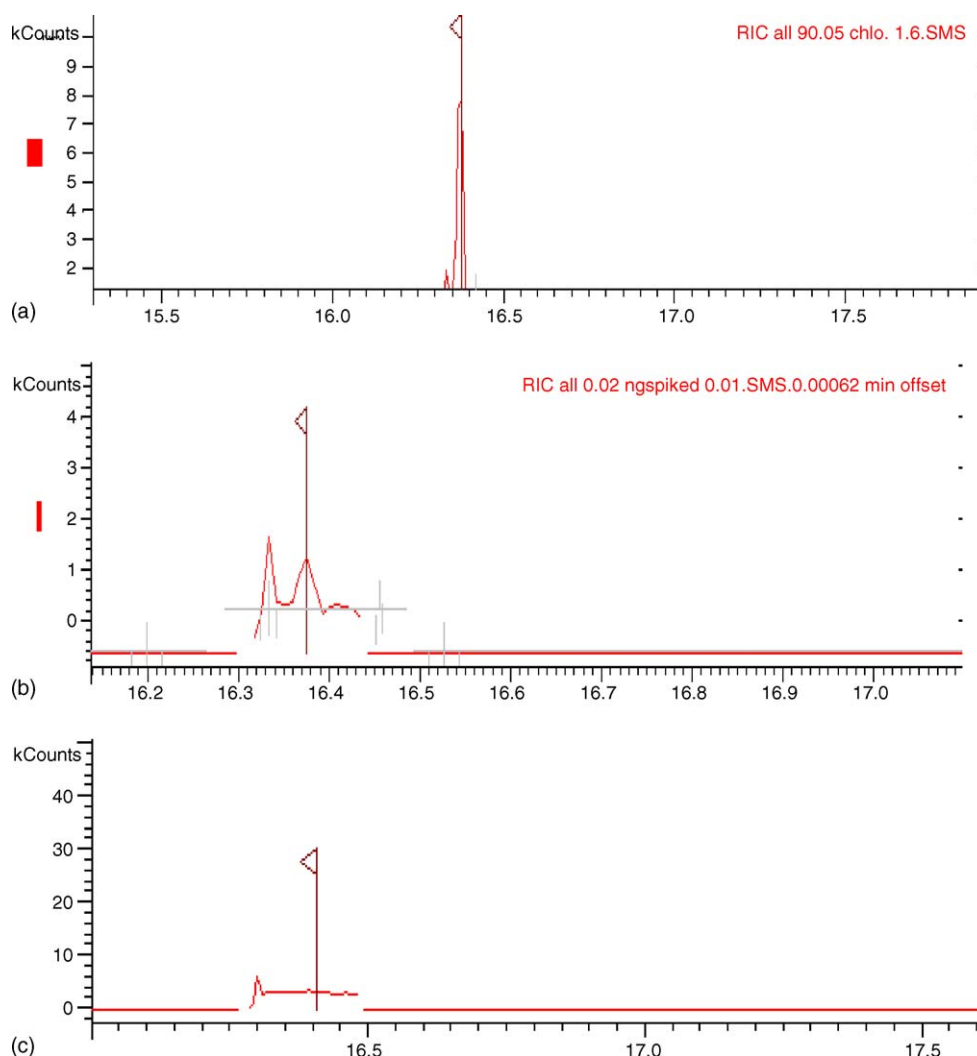 kCounts
RIC all 90.05 chlo. 1.6.SMS
9
8
7
6
5
4
3
2
(a)
15.5 16.0 16.5 17.0 17.5
kCounts
RIC all 0.02 ngspiked 0.01.SMS.0.00062 min offset
4
3
2
1
0
(b)
16.2 16.3 16.4 16.5 16.6 16.7 16.8 16.9 17.0
kCounts
40
30
20
10
0
(c)
16.5 17.0 17.5